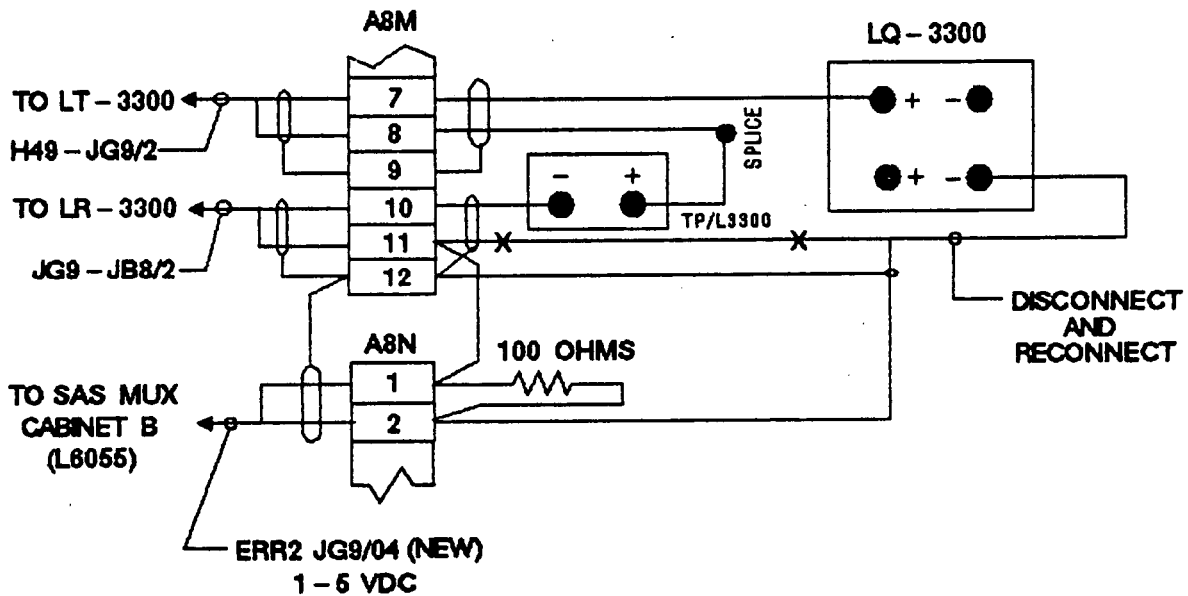 A8M
LQ-3300
TO LT-3300
7
+ -
8
SPLICE
H49-JG9/2
9
- +
+ -
TO LR-3300
10
TP/L3300
11
X X
JG9-JB8/2
12
DISCONNECT
AND
RECONNECT
A8N
100 OHMS
1
TO SAS MUX
CABINET B
(L6055)
2
ERR2 JG9/04 (NEW)
1-5 VDC